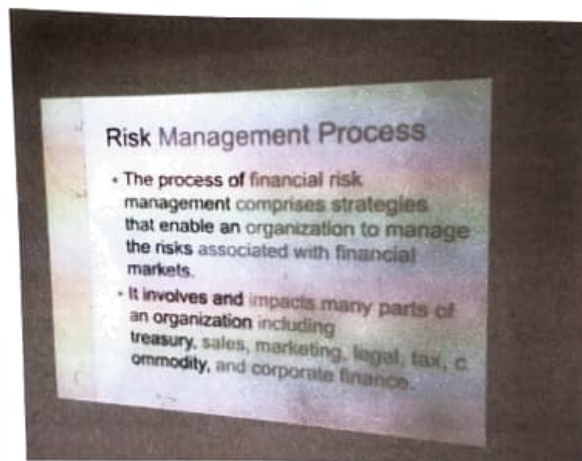 Risk Management Process
• The process of financial risk
management comprises strategies
that enable an organization to manage
the risks associated with financial
markets.
• It involves and impacts many parts of
an organization including
treasury, sales, marketing, legal, tax, c
ommodity, and corporate finance.